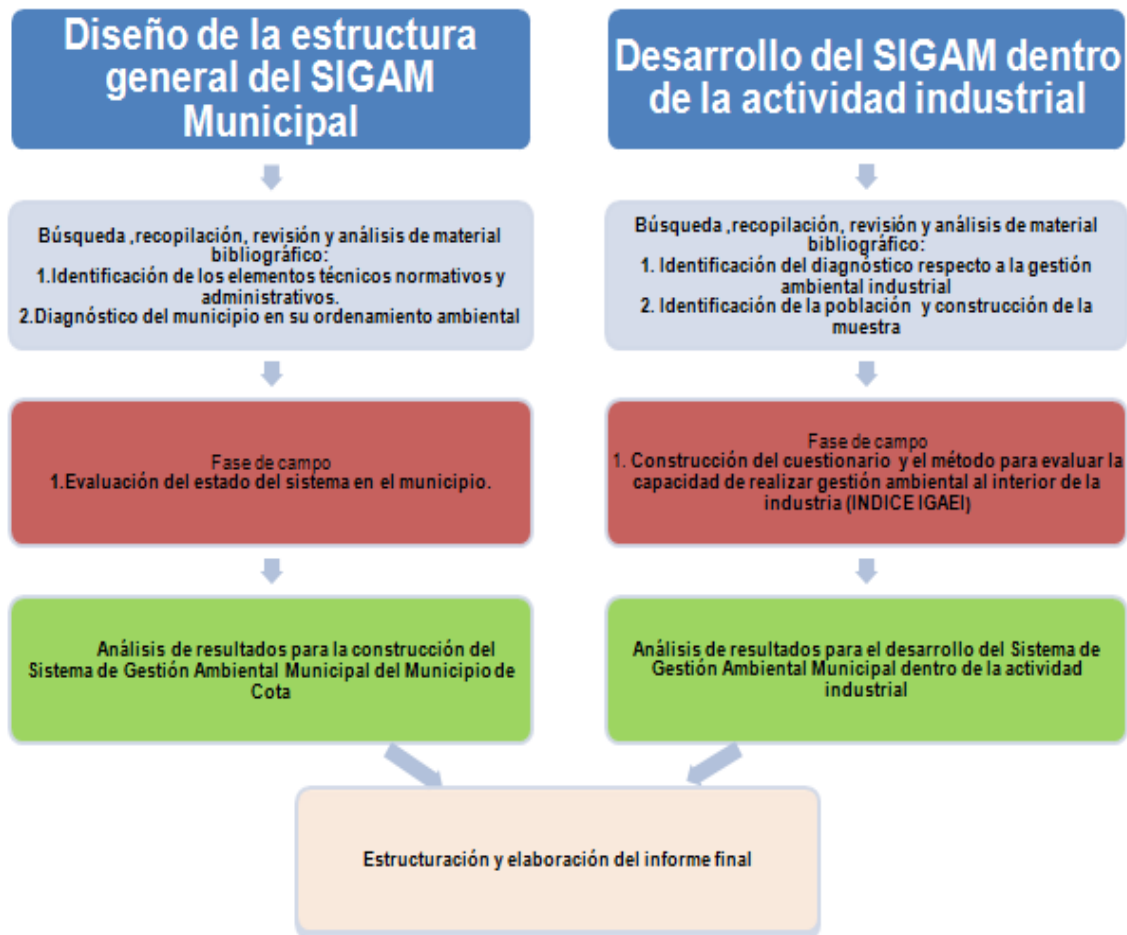 Diseño de la estructura
general del SIGAM
Municipal
Búsqueda ,recopilación, revisión y análisis de material
bibliográfico:
1.Identificación de los elementos técnicos normativos y
administrativos.
2.Diagnóstico del municipio en su ordenamiento ambiental
Fase de campo
1.Evaluación del estado del sistema en el municipio.
Análisis de resultados para la construcción del
Sistema de Gestión Ambiental Municipal del Municipio de
Cota
Desarrollo del SIGAM dentro
de la actividad industrial
Búsqueda ,recopilación, revisión y análisis de material
bibliográfico:
1. Identificación del diagnóstico respecto a la gestión
ambiental industrial
2. Identificación de la población y construcción de la
muestra
Fase de campo
1. Construcción del cuestionario y el método para evaluar la
capacidad de realizar gestión ambiental al interior de la
industria (INDICE IGAEI)
Análisis de resultados para el desarrollo del Sistema de
Gestión Ambiental Municipal dentro de la actividad
industrial
Estructuración y elaboración del informe final